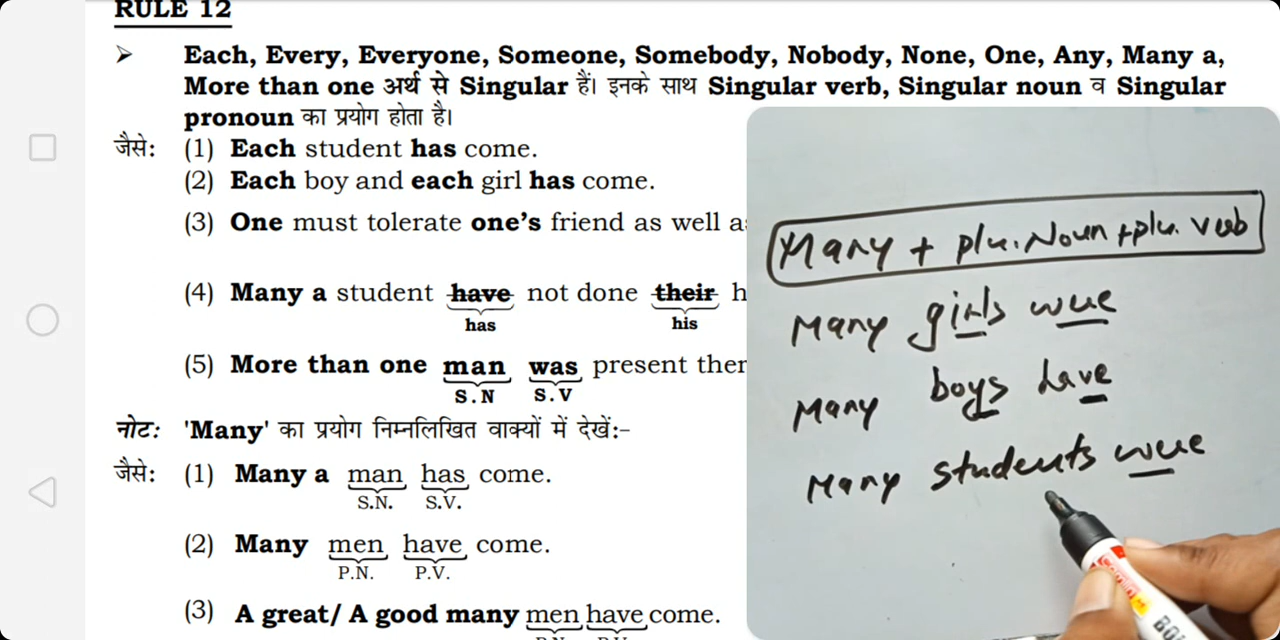 RULE 12
➢ Each, Every, Everyone, Someone, Somebody, Nobody, None, One, Any, Many a,
More than one अर्थ से Singular हैं। इनके साथ Singular verb, Singular noun व Singular
pronoun का प्रयोग होता है।
जैसे: (1) Each student has come.
(2) Each boy and each girl has come.
(3) One must tolerate one's friend as well
(4) Many a student have not done their
has his
(5) More than one man was present
S.N S.V
नोट: 'Many' का प्रयोग निम्नलिखित वाक्यों में देखें:-
जैसे: (1) Many a man has come.
S.N. S.V.
(2) Many men have come.
P.N. P.V.
(3) A great/ A good many men have come.
Many + plu. Noun + plu. verb
Many girls were
Many boys have
Many students were